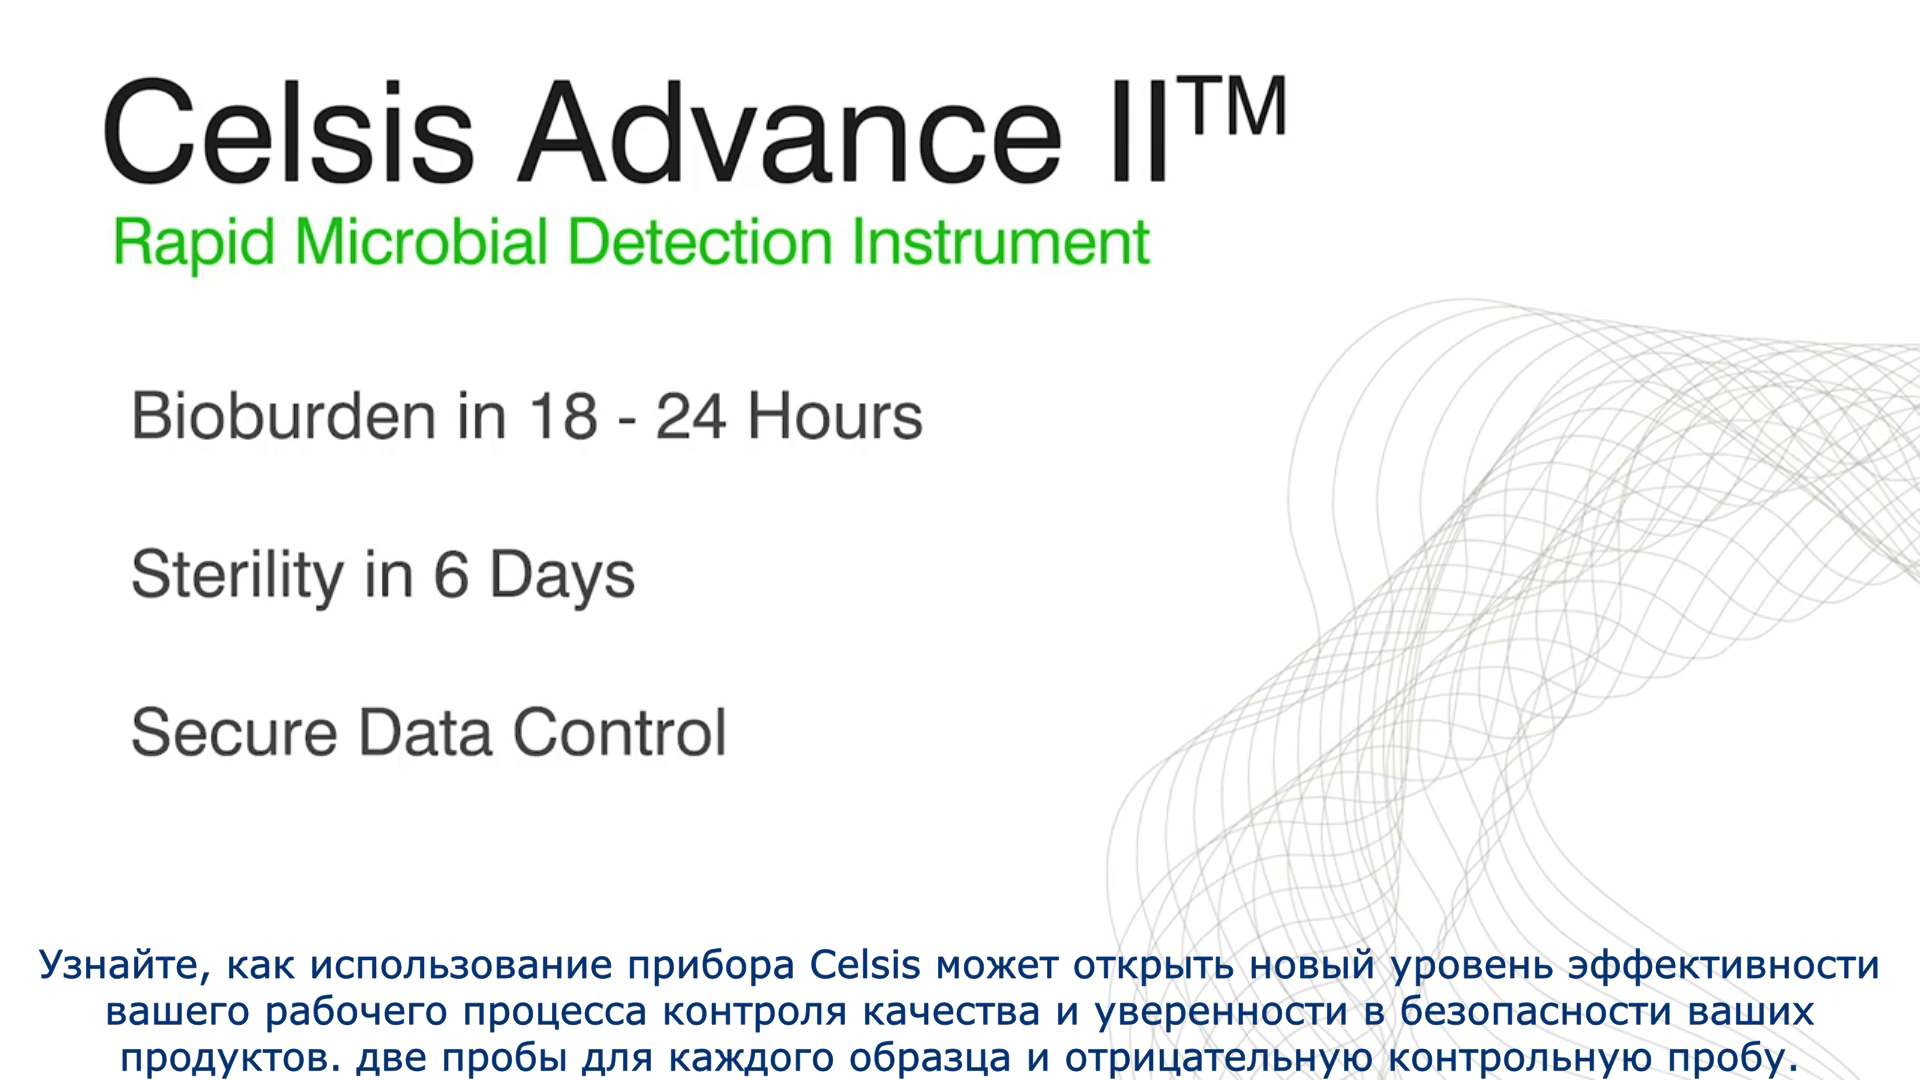 Celsis Advance II™
Rapid Microbial Detection Instrument
Bioburden in 18 - 24 Hours
Sterility in 6 Days
Secure Data Control
Узнайте, как использование прибора Celsis может открыть новый уровень эффективности
вашего рабочего процесса контроля качества и уверенности в безопасности ваших
продуктов. две пробы для каждого образца и отрицательную контрольную пробу.